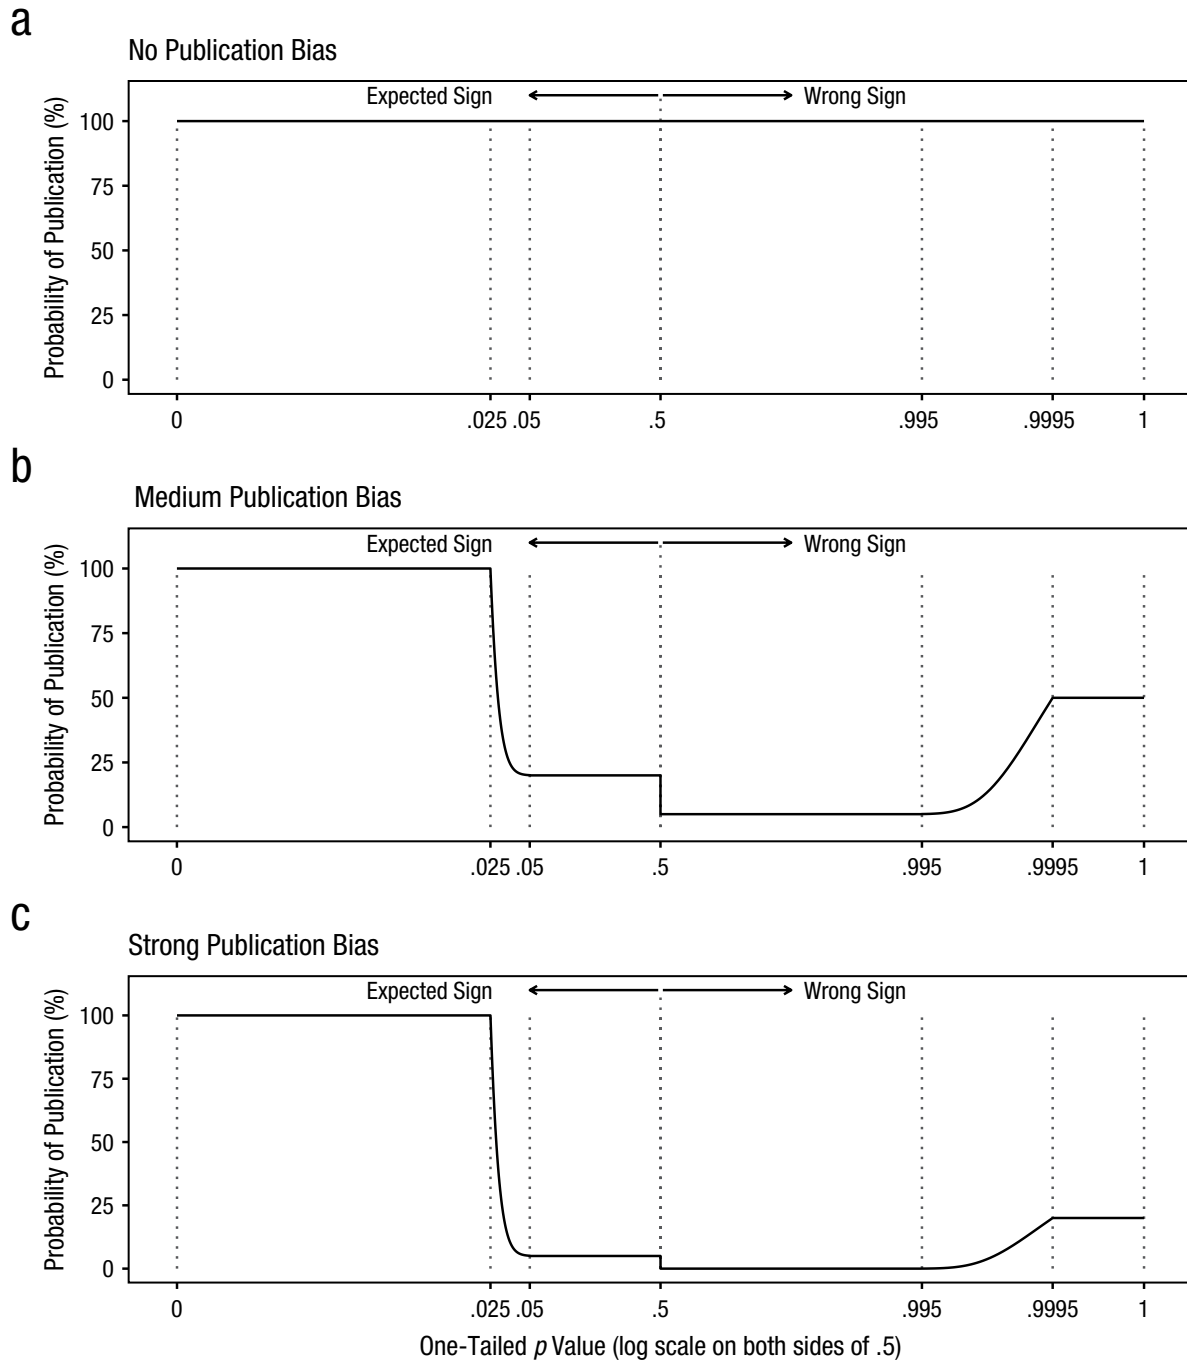 a
No Publication Bias
Expected Sign Wrong Sign
Probability of Publication (%)
100
75
50
25
0
0 .025 .05 .5 .995 .9995 1
b
Medium Publication Bias
Expected Sign Wrong Sign
Probability of Publication (%)
100
75
50
25
0
0 .025 .05 .5 .995 .9995 1
c
Strong Publication Bias
Expected Sign Wrong Sign
Probability of Publication (%)
100
75
50
25
0
0 .025 .05 .5 .995 .9995 1
One-Tailed p Value (log scale on both sides of .5)